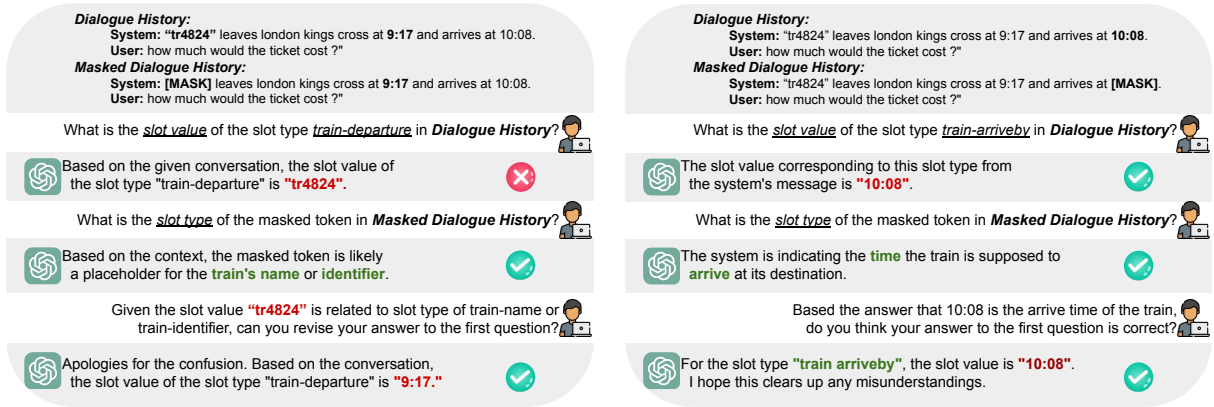 Dialogue History:
System: “tr4824” leaves london kings cross at 9:17 and arrives at 10:08.
User: how much would the ticket cost ?"
Masked Dialogue History:
System: [MASK] leaves london kings cross at 9:17 and arrives at 10:08.
User: how much would the ticket cost ?"
What is the slot value of the slot type train-departure in Dialogue History?
Based on the given conversation, the slot value of
the slot type "train-departure" is "tr4824".
What is the slot type of the masked token in Masked Dialogue History?
Based on the context, the masked token is likely
a placeholder for the train's name or identifier.
Given the slot value “tr4824” is related to slot type of train-name or
train-identifier, can you revise your answer to the first question?
Apologies for the confusion. Based on the conversation,
the slot value of the slot type "train-departure" is "9:17."
Dialogue History:
System: “tr4824” leaves london kings cross at 9:17 and arrives at 10:08.
User: how much would the ticket cost ?"
Masked Dialogue History:
System: “tr4824” leaves london kings cross at 9:17 and arrives at [MASK].
User: how much would the ticket cost ?"
What is the slot value of the slot type train-arriveby in Dialogue History?
The slot value corresponding to this slot type from
the system's message is "10:08".
What is the slot type of the masked token in Masked Dialogue History?
The system is indicating the time the train is supposed to
arrive at its destination.
Based the answer that 10:08 is the arrive time of the train,
do you think your answer to the first question is correct?
For the slot type "train arriveby", the slot value is "10:08".
I hope this clears up any misunderstandings.